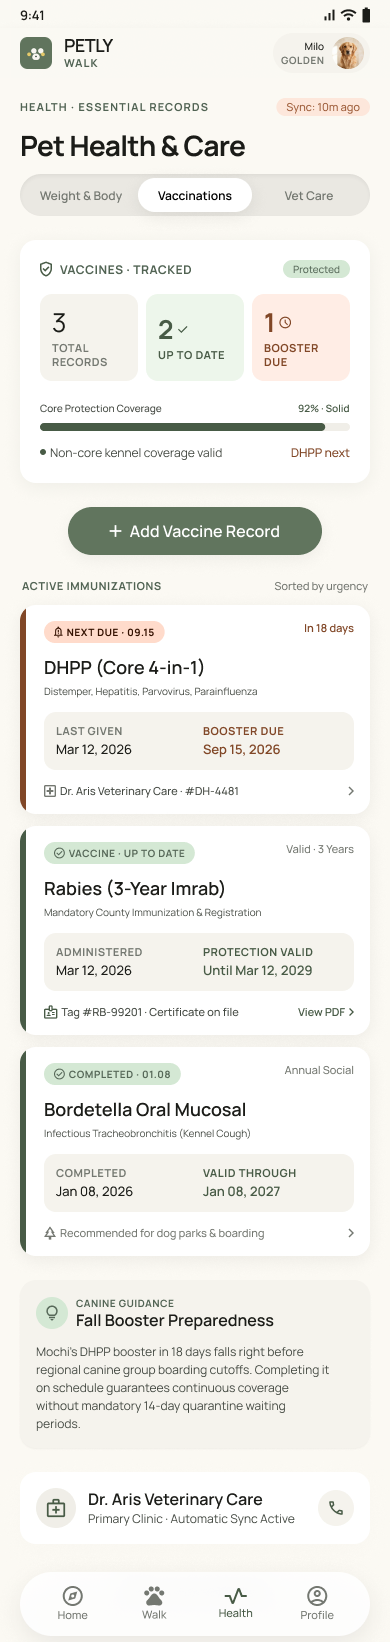 9:41
PETLY
WALK
Milo
GOLDEN
HEALTH · ESSENTIAL RECORDS
Sync: 10m ago
Pet Health & Care
Weight & Body
Vaccinations
Vet Care
VACCINES · TRACKED
Protected
3
TOTAL
RECORDS
2
UP TO DATE
1
BOOSTER
DUE
Core Protection Coverage
92% · Solid
Non-core kennel coverage valid
DHPP next
+ Add Vaccine Record
ACTIVE IMMUNIZATIONS
Sorted by urgency
NEXT DUE · 09.15
In 18 days
DHPP (Core 4-in-1)
Distemper, Hepatitis, Parvovirus, Parainfluenza
LAST GIVEN
BOOSTER DUE
Mar 12, 2026
Sep 15, 2026
Dr. Aris Veterinary Care · #DH-4481
VACCINE · UP TO DATE
Valid · 3 Years
Rabies (3-Year Imrab)
Mandatory County Immunization & Registration
ADMINISTERED
PROTECTION VALID
Mar 12, 2026
Until Mar 12, 2029
Tag #RB-99201 · Certificate on file
View PDF
COMPLETED · 01.08
Annual Social
Bordetella Oral Mucosal
Infectious Tracheobronchitis (Kennel Cough)
COMPLETED
VALID THROUGH
Jan 08, 2026
Jan 08, 2027
Recommended for dog parks & boarding
CANINE GUIDANCE
Fall Booster Preparedness
Mochi's DHPP booster in 18 days falls right before
regional canine group boarding cutoffs. Completing it
on schedule guarantees continuous coverage
without mandatory 14-day quarantine waiting
periods.
Dr. Aris Veterinary Care
Primary Clinic · Automatic Sync Active
Home
Walk
Health
Profile